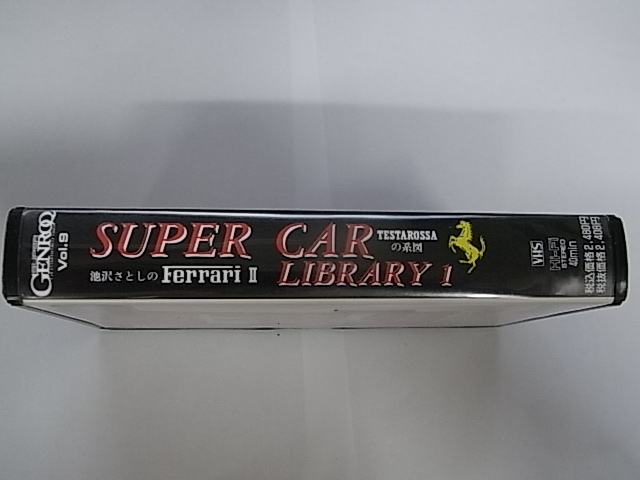 GENROQ
Vol.9
SUPER CAR
TESTAROSSA
の系図
池沢さとしの Ferrari II
LIBRARY 1
VHS
HI-FI
STEREO
40min
税込価格2,480円
税抜価格2,408円